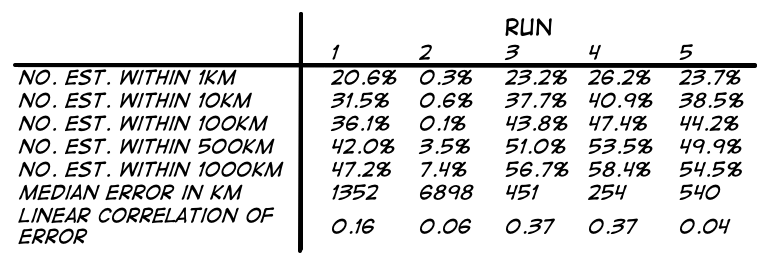 RUN
1 2 3 4 5
NO. EST. WITHIN 1KM 20.6% 0.3% 23.2% 26.2% 23.7%
NO. EST. WITHIN 10KM 31.5% 0.6% 37.7% 40.9% 38.5%
NO. EST. WITHIN 100KM 36.1% 0.1% 43.8% 47.4% 44.2%
NO. EST. WITHIN 500KM 42.0% 3.5% 51.0% 53.5% 49.9%
NO. EST. WITHIN 1000KM 47.2% 7.4% 56.7% 58.4% 54.5%
MEDIAN ERROR IN KM 1352 6898 451 254 540
LINEAR CORRELATION OF
ERROR 0.16 0.06 0.37 0.37 0.04